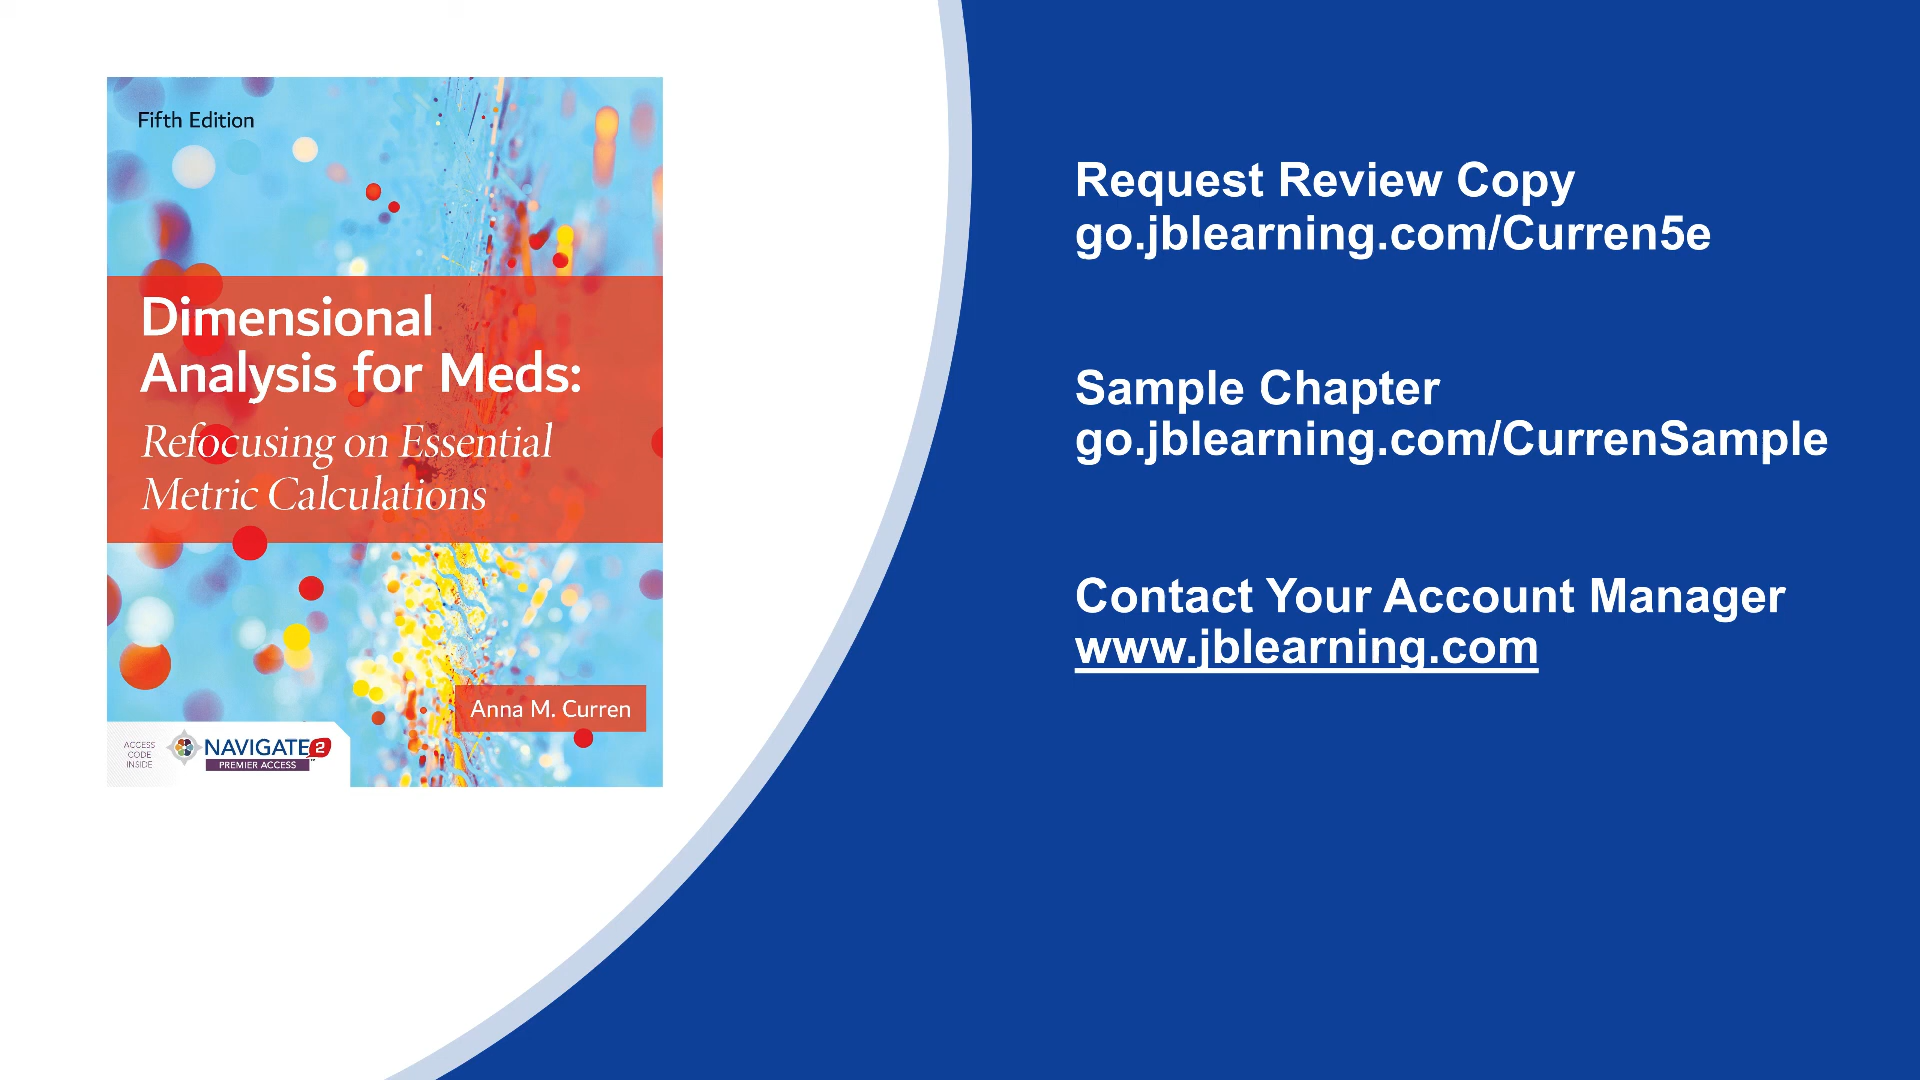 Fifth Edition
Dimensional
Analysis for Meds:
Refocusing on Essential
Metric Calculations
Anna M. Curren
ACCESS
CODE
INSIDE
NAVIGATE 2
PREMIER ACCESS
Request Review Copy
go.jblearning.com/Curren5e
Sample Chapter
go.jblearning.com/CurrenSample
Contact Your Account Manager
www.jblearning.com